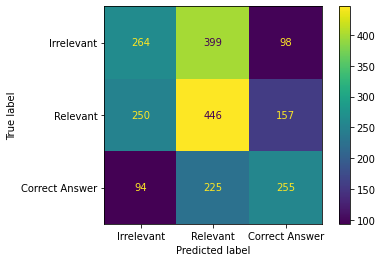 Irrelevant 264 399 98
Relevant 250 446 157
Correct Answer 94 225 255
Irrelevant Relevant Correct Answer
Predicted label
True label
400
350
300
250
200
150
100